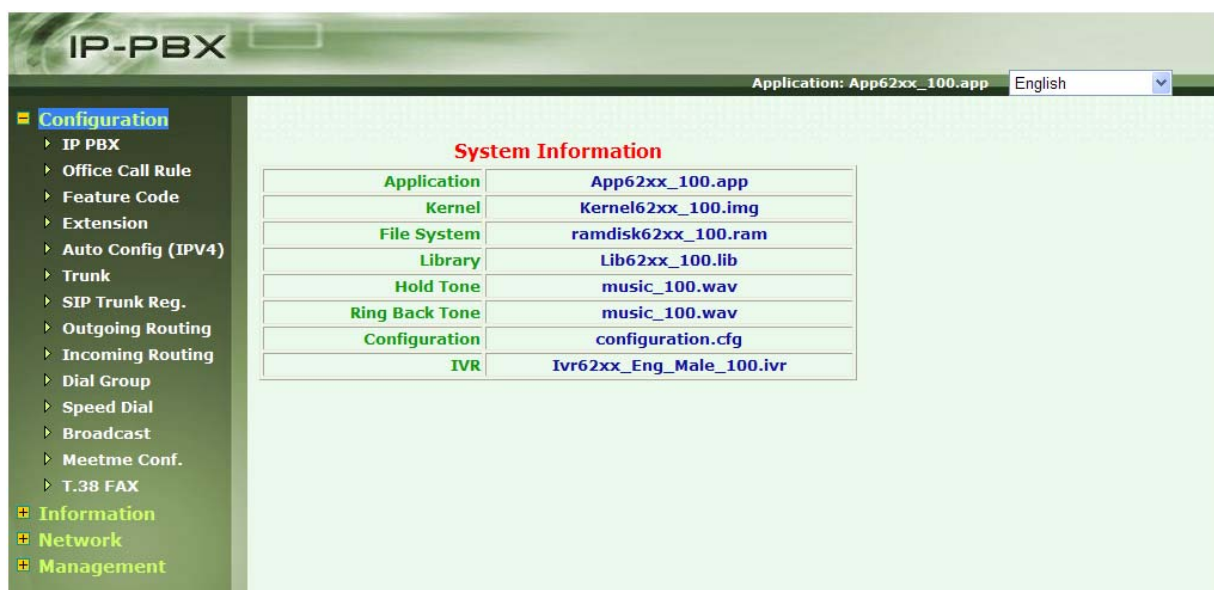 IP-PBX
Application: App62xx_100.app English
Configuration
IP PBX
Office Call Rule
Feature Code
Extension
Auto Config (IPV4)
Trunk
SIP Trunk Reg.
Outgoing Routing
Incoming Routing
Dial Group
Speed Dial
Broadcast
Meetme Conf.
T.38 FAX
Information
Network
Management
System Information
Application App62xx_100.app
Kernel Kernel62xx_100.img
File System ramdisk62xx_100.ram
Library Lib62xx_100.lib
Hold Tone music_100.wav
Ring Back Tone music_100.wav
Configuration configuration.cfg
IVR Ivr62xx_Eng_Male_100.ivr